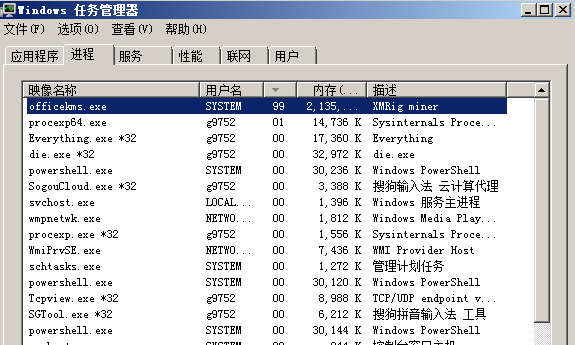 Windows 任务管理器
文件(F) 选项(O) 查看(V) 帮助(H)
应用程序 进程 服务 性能 联网 用户
映像名称 用户名 内存(... 描述
officekms.exe SYSTEM 99 2,135,... XMRig miner
procexp64.exe g9752 01 14,736 K Sysinternals Proce...
Everything.exe *32 g9752 00 17,360 K Everything
die.exe *32 g9752 00 32,972 K die.exe
powershell.exe SYSTEM 00 30,236 K Windows PowerShell
SogouCloud.exe *32 g9752 00 3,388 K 搜狗输入法 云计算代理
svchost.exe LOCAL... 00 1,396 K Windows 服务主进程
wmpnetwk.exe NETWO... 00 1,812 K Windows Media Play...
procexp.exe *32 g9752 00 1,556 K Sysinternals Proce...
WmiPrvSE.exe NETWO... 00 7,436 K WMI Provider Host
schtasks.exe SYSTEM 00 1,272 K 管理计划任务
powershell.exe SYSTEM 00 30,120 K Windows PowerShell
Tcpview.exe *32 g9752 00 8,988 K TCP/UDP endpoint v...
SGTool.exe *32 g9752 00 6,212 K 搜狗拼音输入法 工具
powershell.exe SYSTEM 00 30,144 K Windows PowerShell